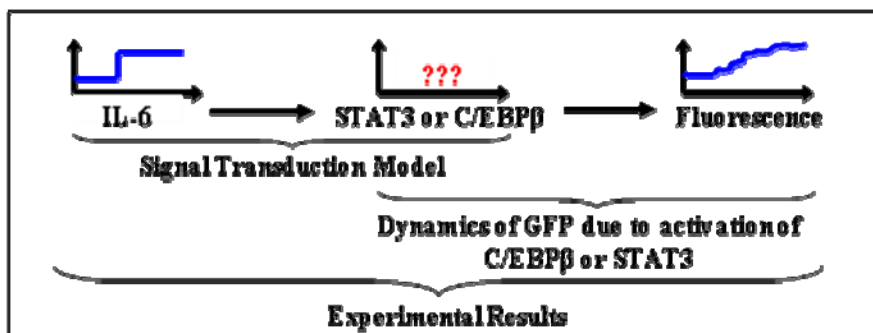 ???
IL-6
STAT3 or C/EBPβ
Fluorescence
Signal Transduction Model
Dynamics of GFP due to activation of
C/EBPβ or STAT3
Experimental Results